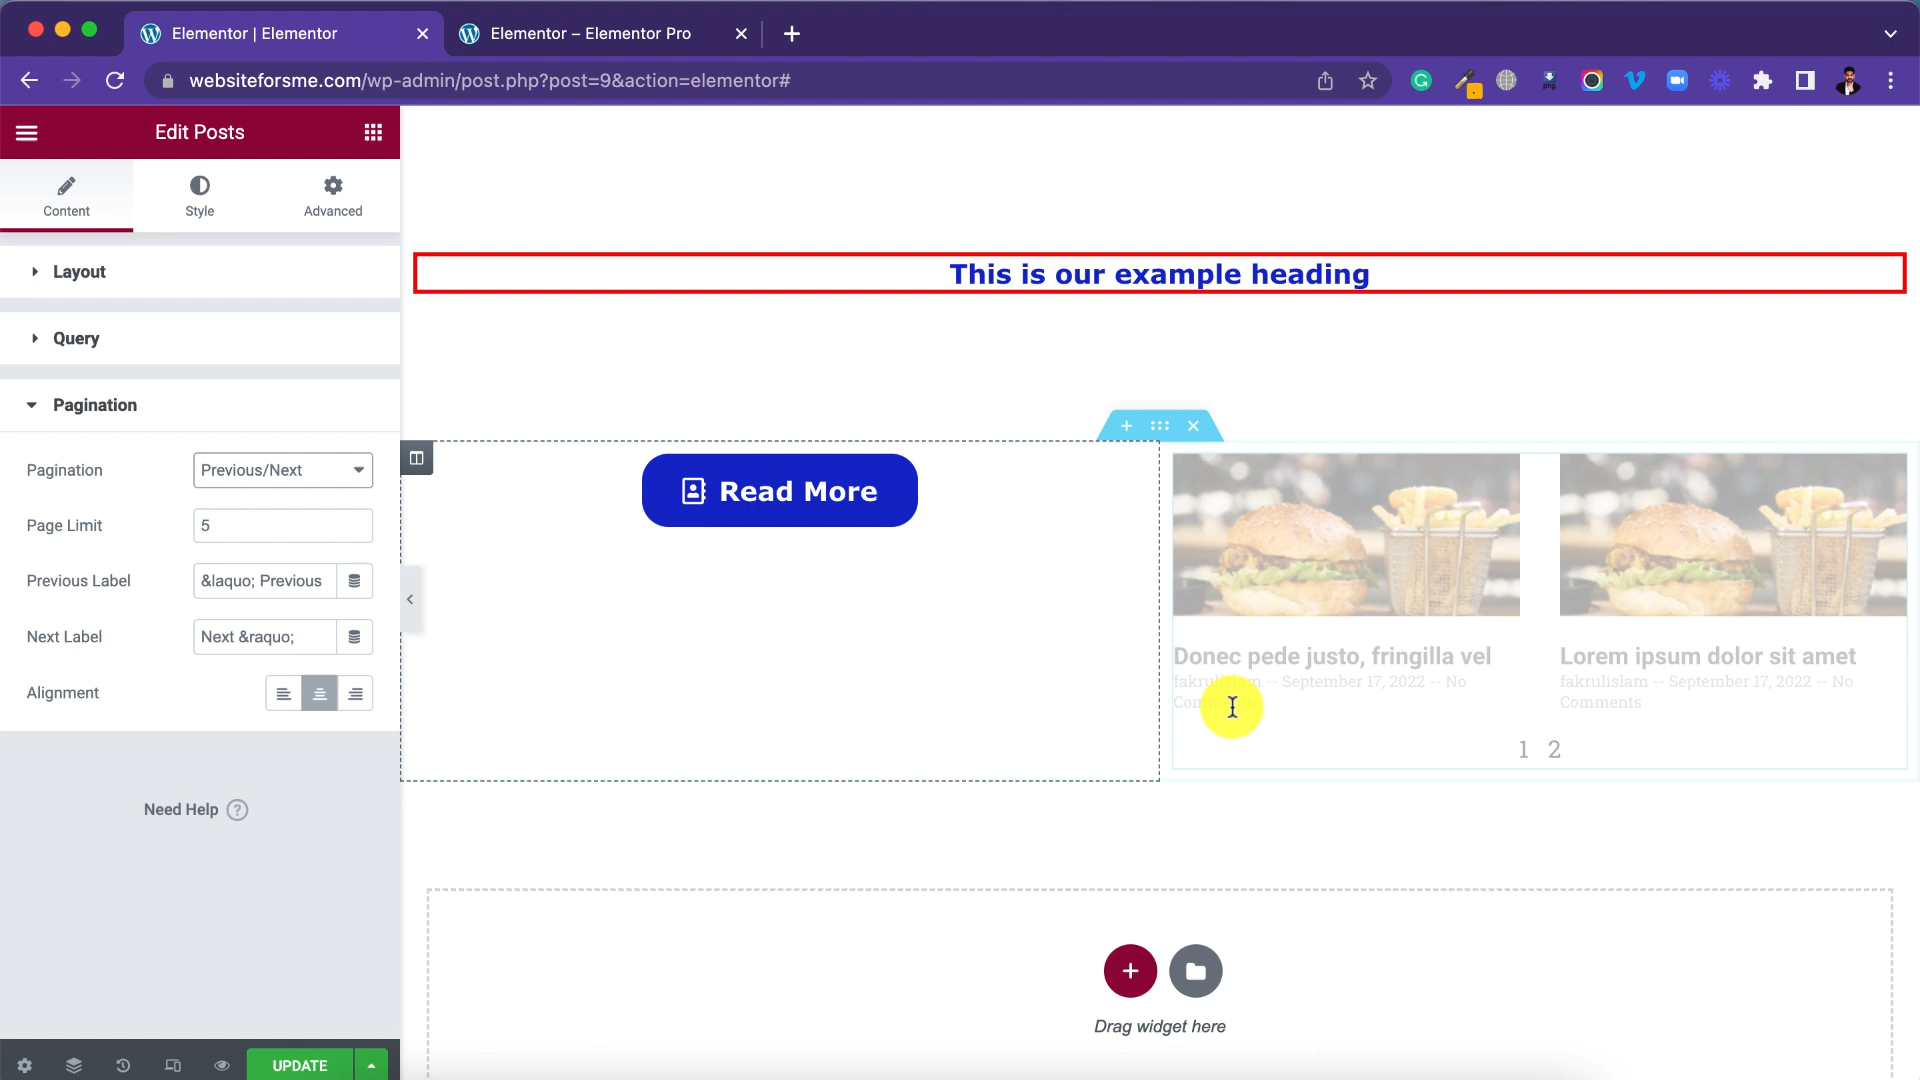 Elementor | Elementor
Elementor – Elementor Pro
websiteforsme.com/wp-admin/post.php?post=9&action=elementor#
Edit Posts
Content
Style
Advanced
Layout
Query
Pagination
Pagination
Previous/Next
Page Limit
5
Previous Label
&laquo; Previous
Next Label
Next &raquo;
Alignment
Need Help ?
UPDATE
This is our example heading
Read More
Donec pede justo, fringilla vel
fakrulislam -- September 17, 2022 -- No
Lorem ipsum dolor sit amet
fakrulislam -- September 17, 2022 -- No
Comments
1 2
Drag widget here